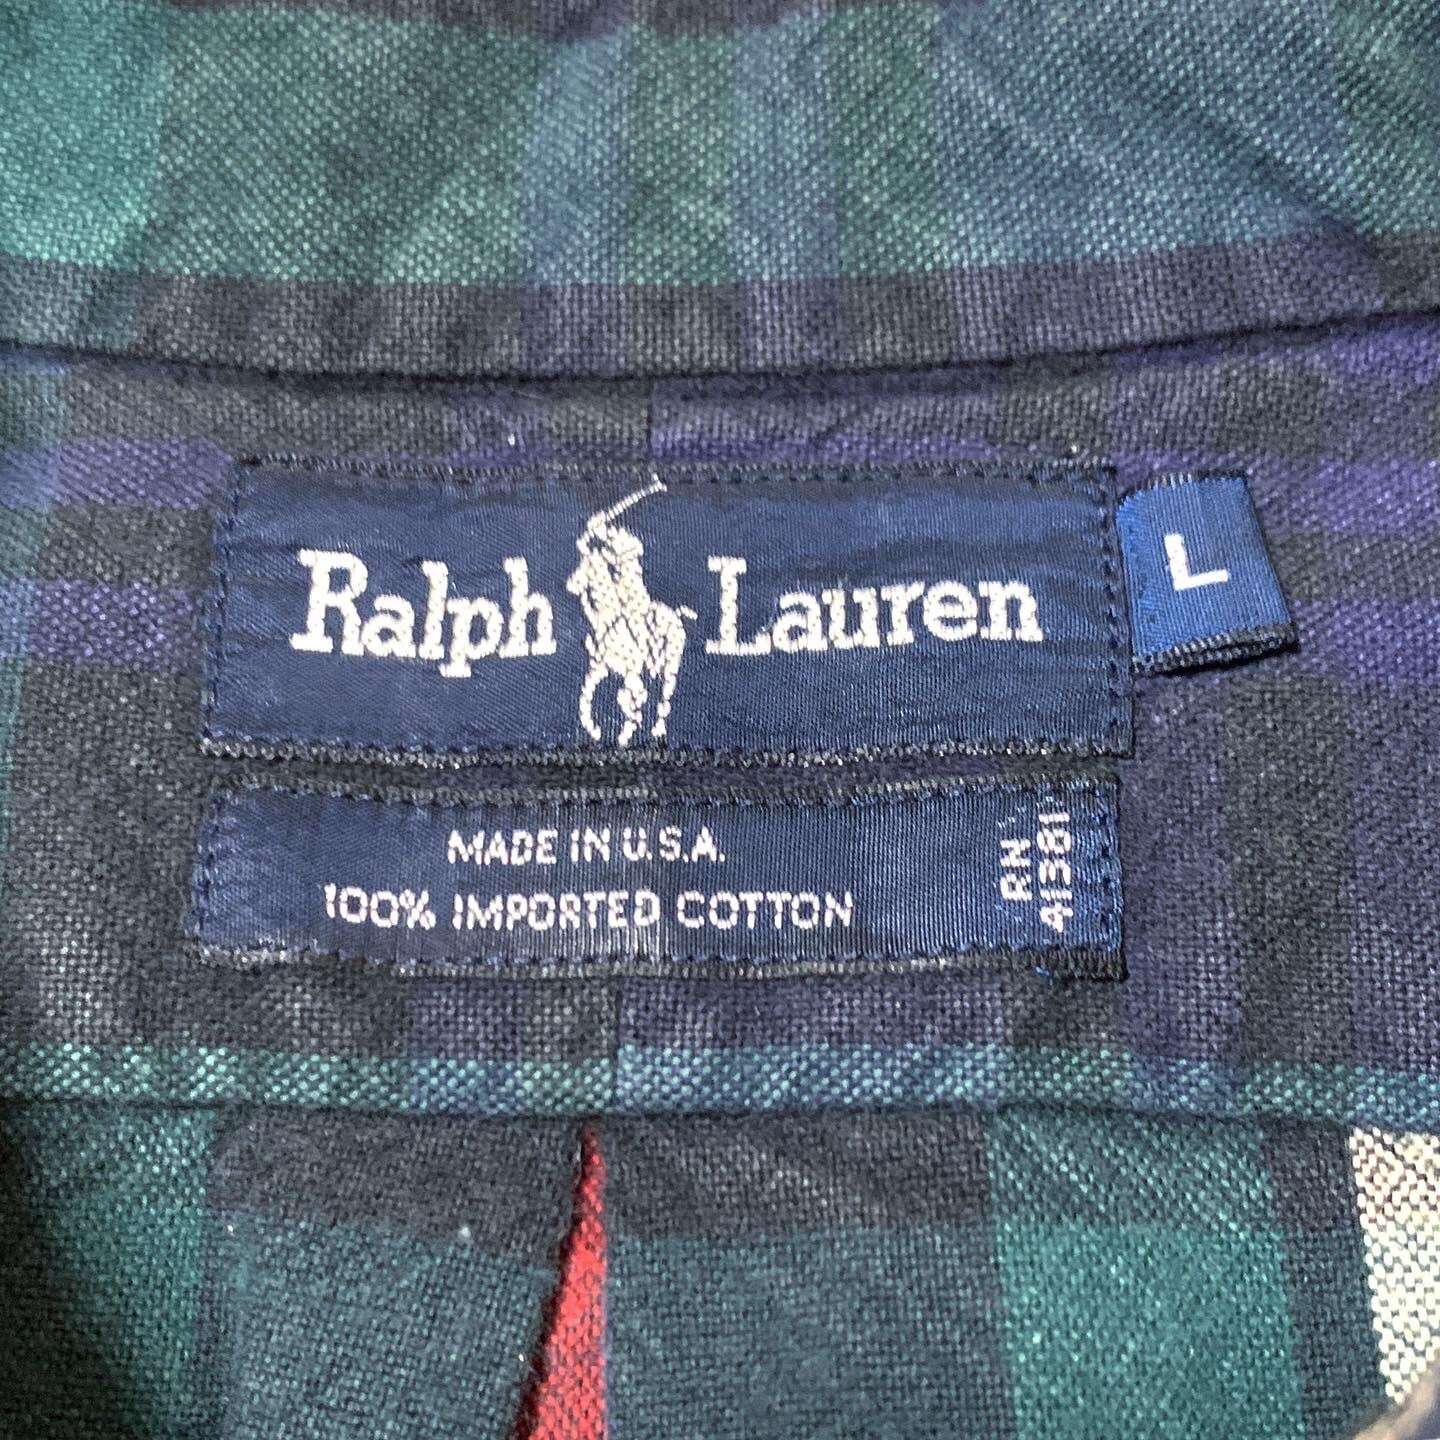 Ralph Lauren
L
MADE IN U.S.A.
100% IMPORTED COTTON
RN
41381